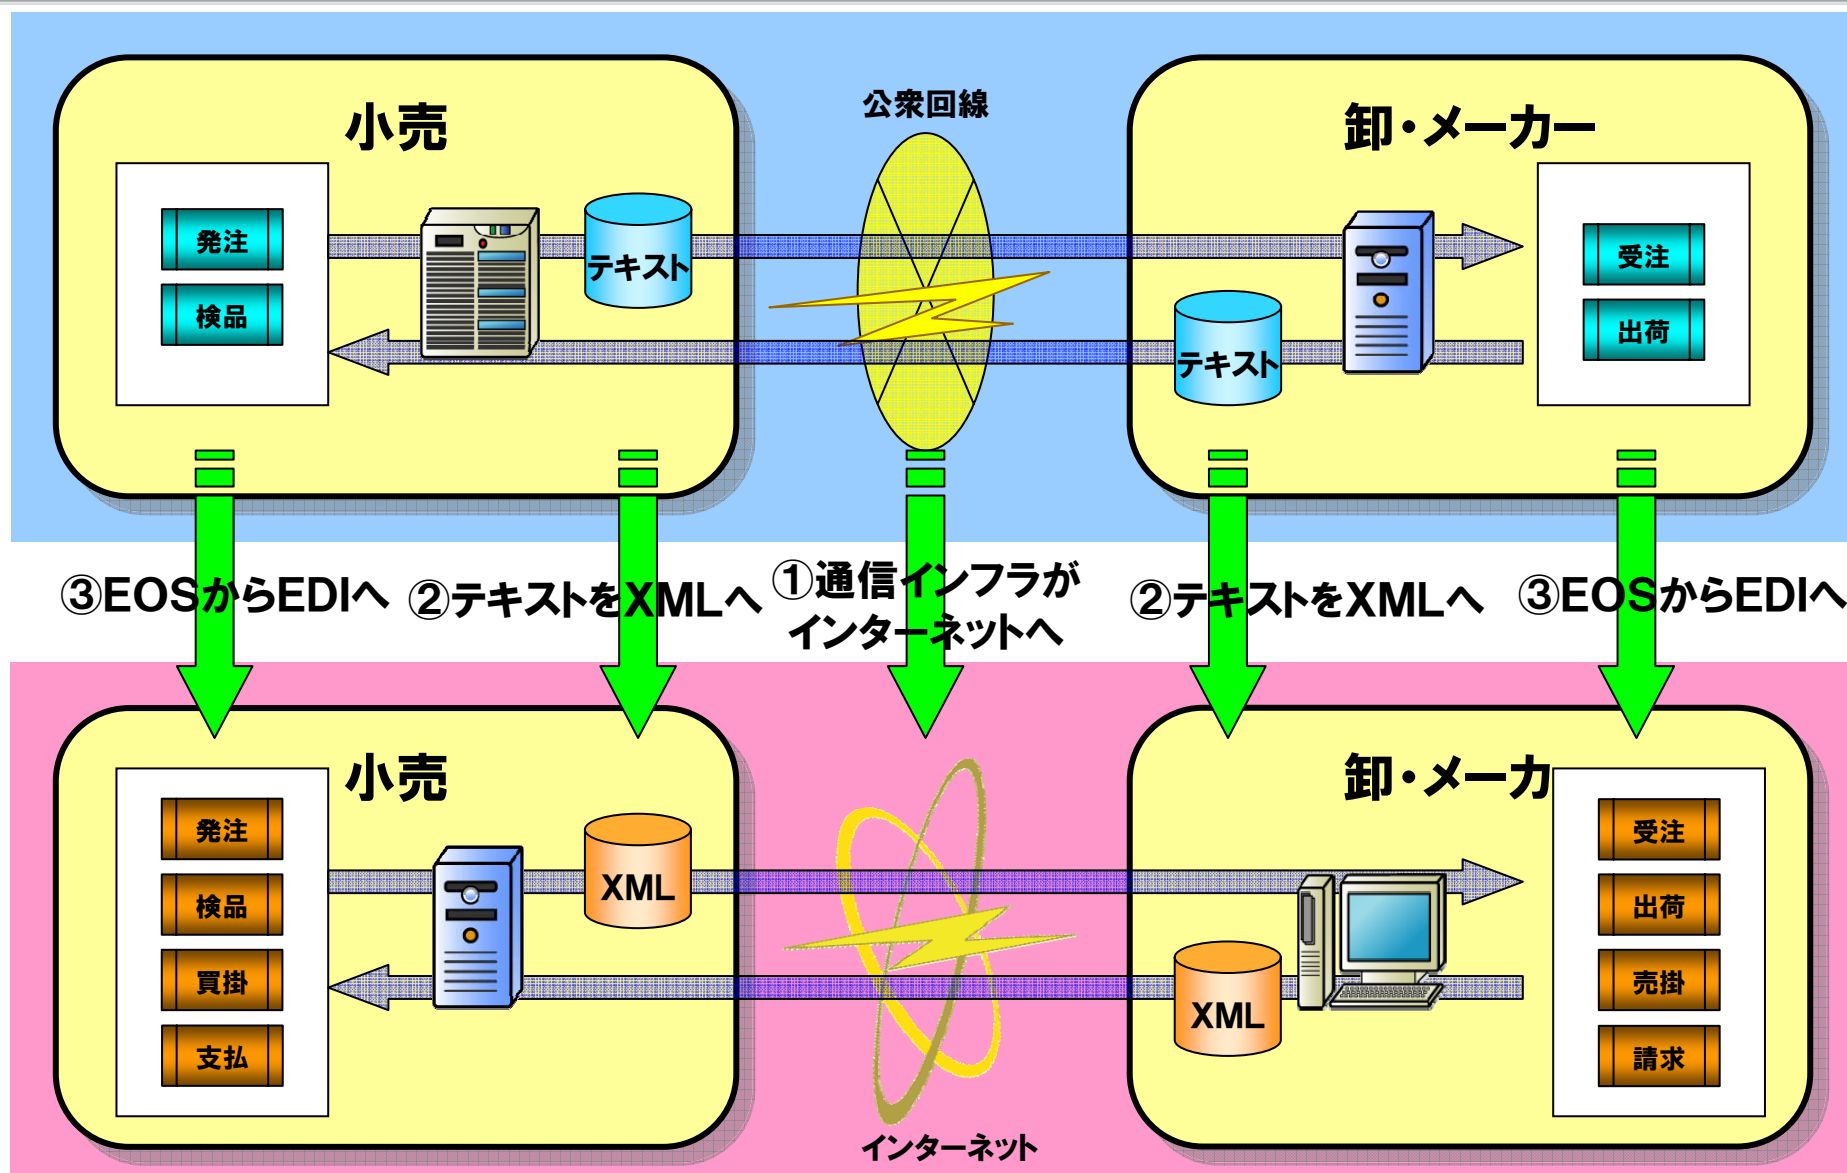 公衆回線
小売
卸・メーカー
発注
検品
テキスト
テキスト
受注
出荷
③EOSからEDIへ
②テキストをXMLへ
①通信インフラが
インターネットへ
②テキストをXMLへ
③EOSからEDIへ
小売
卸・メーカ
発注
検品
買掛
支払
XML
XML
受注
出荷
売掛
請求
インターネット